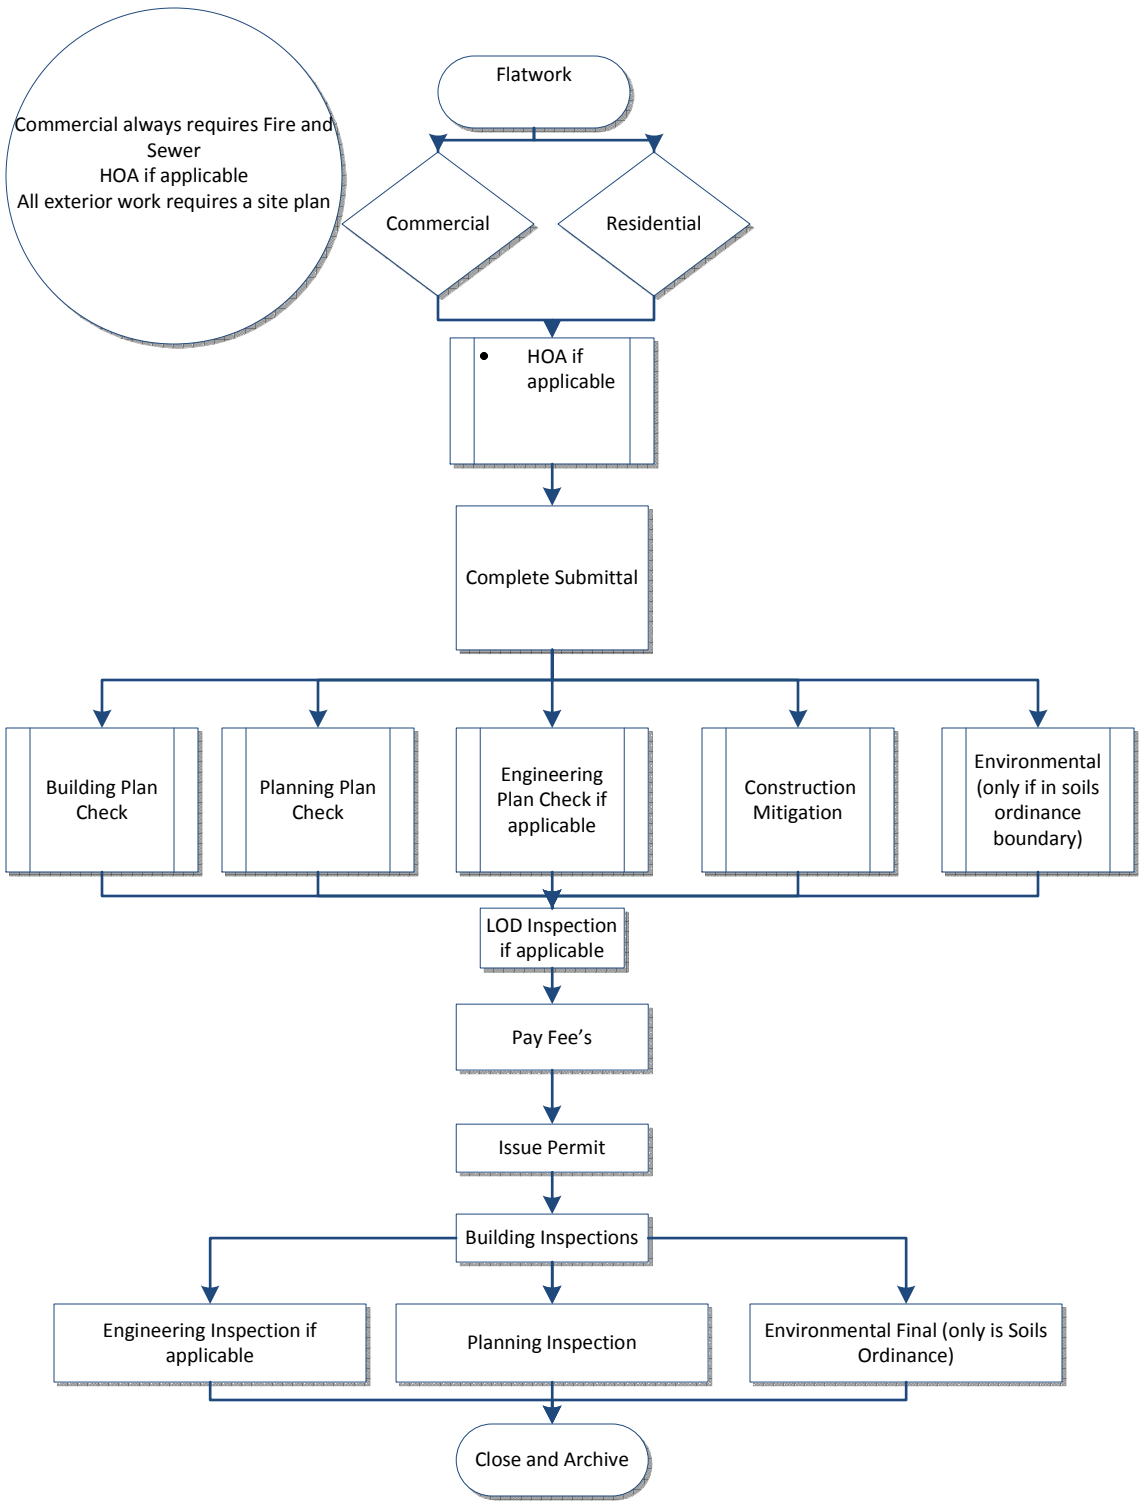 Flatwork
Commercial always requires Fire and
Sewer
HOA if applicable
All exterior work requires a site plan
Commercial
Residential
• HOA if
applicable
Complete Submittal
Building Plan
Check
Planning Plan
Check
Engineering
Plan Check if
applicable
Construction
Mitigation
Environmental
(only if in soils
ordinance
boundary)
LOD Inspection
if applicable
Pay Fee’s
Issue Permit
Building Inspections
Engineering Inspection if
applicable
Planning Inspection
Environmental Final (only is Soils
Ordinance)
Close and Archive